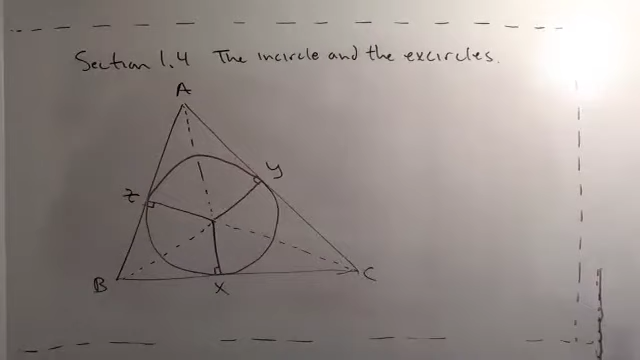 Section 1.4 The incircle and the excircles.
A
y
z
B
x
C